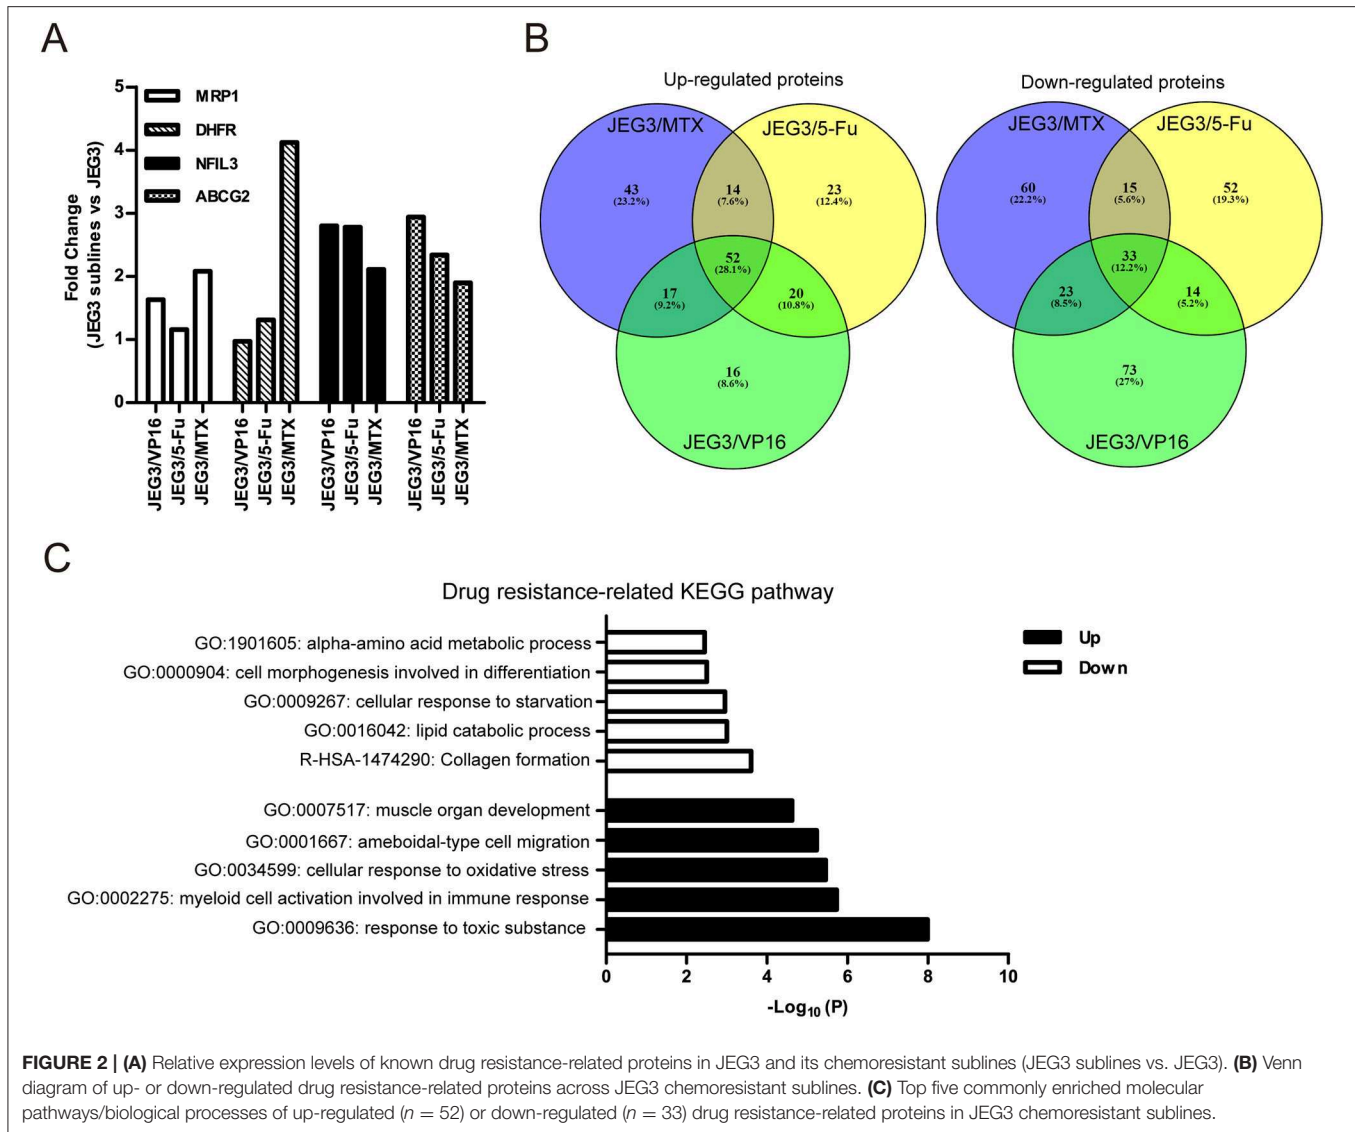 A
5
4
3
2
1
0
Fold Change
(JEG3 sublines vs JEG3)
MRP1
DHFR
NFIL3
ABCG2
JEG3/VP16
JEG3/5-Fu
JEG3/MTX
JEG3/VP16
JEG3/5-Fu
JEG3/MTX
JEG3/VP16
JEG3/5-Fu
JEG3/MTX
JEG3/VP16
JEG3/5-Fu
JEG3/MTX
B
Up-regulated proteins
JEG3/MTX
JEG3/5-Fu
43
(23.2%)
14
(7.6%)
23
(12.4%)
52
(28.1%)
17
(9.2%)
20
(10.8%)
16
(8.6%)
JEG3/VP16
Down-regulated proteins
JEG3/MTX
JEG3/5-Fu
60
(22.2%)
15
(5.6%)
52
(19.3%)
33
(12.2%)
23
(8.5%)
14
(5.2%)
73
(27%)
JEG3/VP16
C
Drug resistance-related KEGG pathway
GO:1901605: alpha-amino acid metabolic process
GO:0000904: cell morphogenesis involved in differentiation
GO:0009267: cellular response to starvation
GO:0016042: lipid catabolic process
R-HSA-1474290: Collagen formation
GO:0007517: muscle organ development
GO:0001667: ameboidal-type cell migration
GO:0034599: cellular response to oxidative stress
GO:0002275: myeloid cell activation involved in immune response
GO:0009636: response to toxic substance
Up
Down
0 2 4 6 8 10
-Log10 (P)
FIGURE 2 | (A) Relative expression levels of known drug resistance-related proteins in JEG3 and its chemoresistant sublines (JEG3 sublines vs. JEG3). (B) Venn
diagram of up- or down-regulated drug resistance-related proteins across JEG3 chemoresistant sublines. (C) Top five commonly enriched molecular
pathways/biological processes of up-regulated (n = 52) or down-regulated (n = 33) drug resistance-related proteins in JEG3 chemoresistant sublines.